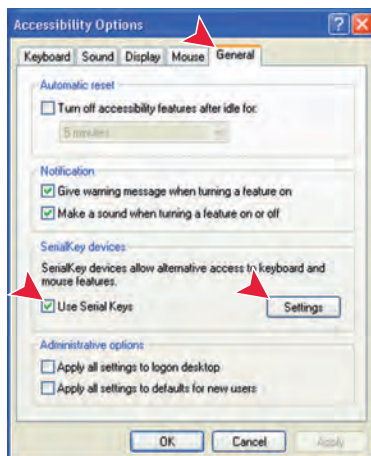 Accessibility Options
Keyboard Sound Display Mouse General
Automatic reset
Turn off accessibility features after idle for:
5 minutes
Notification
Give warning message when turning a feature on
Make a sound when turning a feature on or off
SerialKey devices
SerialKey devices allow alternative access to keyboard and
mouse features.
Use Serial Keys
Settings
Administrative options
Apply all settings to logon desktop
Apply all settings to defaults for new users
OK Cancel Apply